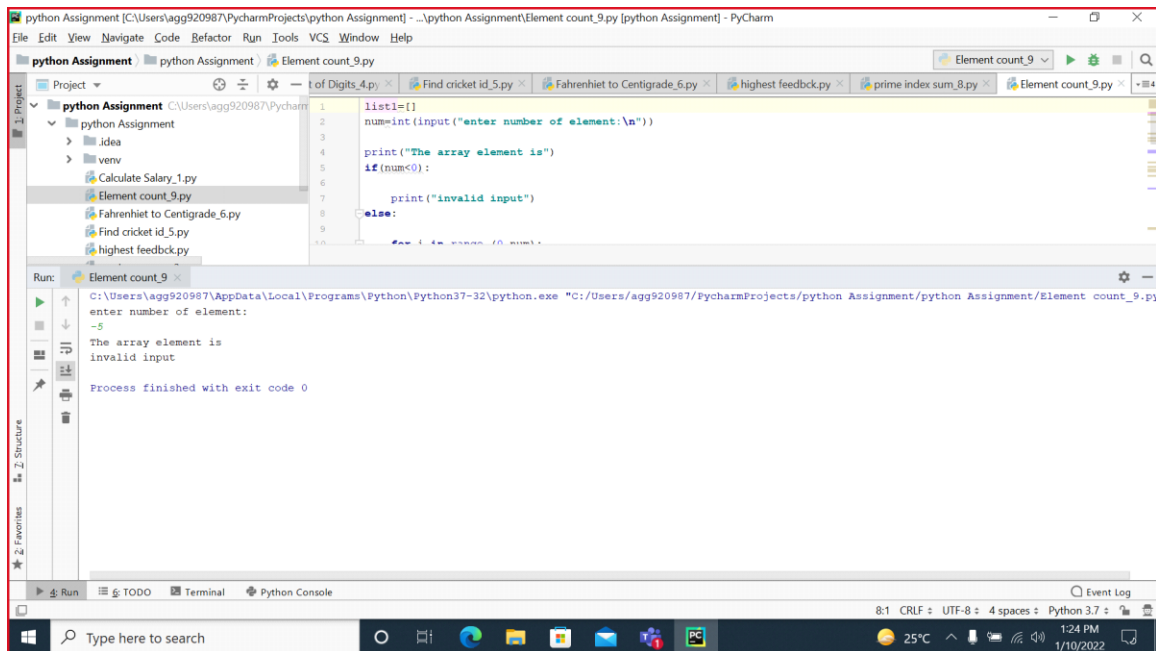 python Assignment [C:\Users\agg920987\PycharmProjects\python Assignment] - ...\python Assignment\Element count_9.py [python Assignment] - PyCharm
File Edit View Navigate Code Refactor Run Tools VCS Window Help
python Assignment python Assignment Element count_9.py Element count_9
Project t of Digits_4.py Find cricket id_5.py Fahrenhiet to Centigrade_6.py highest feedbck.py prime index sum_8.py Element count_9.py
1: Project
python Assignment C:\Users\agg920987\Pycharm
python Assignment
.idea
venv
Calculate Salary_1.py
Element count_9.py
Fahrenhiet to Centigrade_6.py
Find cricket id_5.py
highest feedbck.py
1 list1=[]
2 num=int(input("enter number of element:\n"))
3
4 print("The array element is")
5 if(num<0):
6
7 print("invalid input")
8 else:
9
10 for i in range (0,num):
Run: Element count_9
C:\Users\agg920987\AppData\Local\Programs\Python\Python37-32\python.exe "C:/Users/agg920987/PycharmProjects/python Assignment/python Assignment/Element count_9.py
enter number of element:
-5
The array element is
invalid input
Process finished with exit code 0
Z: Structure
2: Favorites
4: Run 6: TODO Terminal Python Console Event Log
8:1 CRLF UTF-8 4 spaces Python 3.7
Type here to search 25°C 1:24 PM
1/10/2022